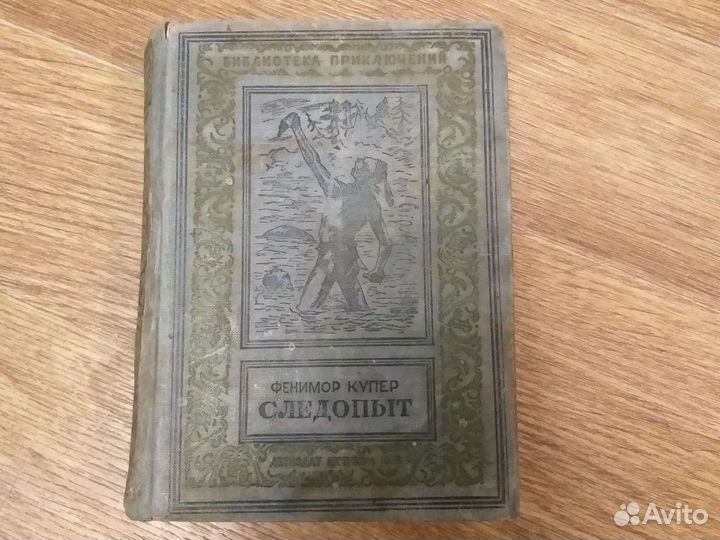 БИБЛИОТЕКА ПРИКЛЮЧЕНИЙ
ФЕНИМОР КУПЕР
СЛЕДОПЫТ
Avito